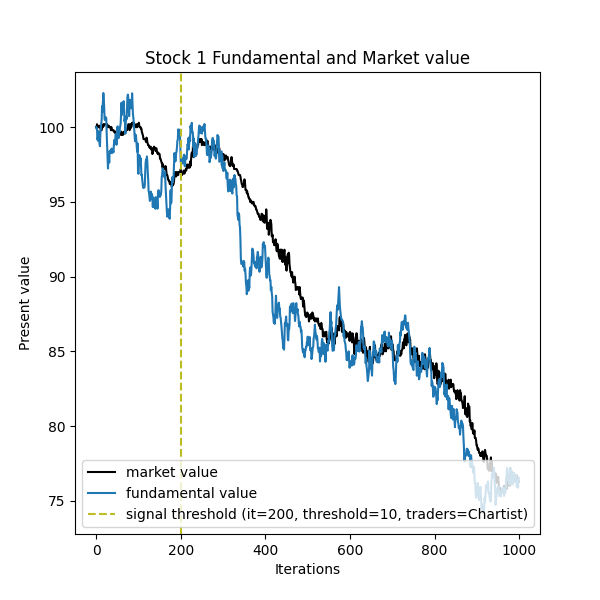 Stock 1 Fundamental and Market value
100
95
90
85
80
75
Present value
market value
fundamental value
signal threshold (it=200, threshold=10, traders=Chartist)
0 200 400 600 800 1000
Iterations